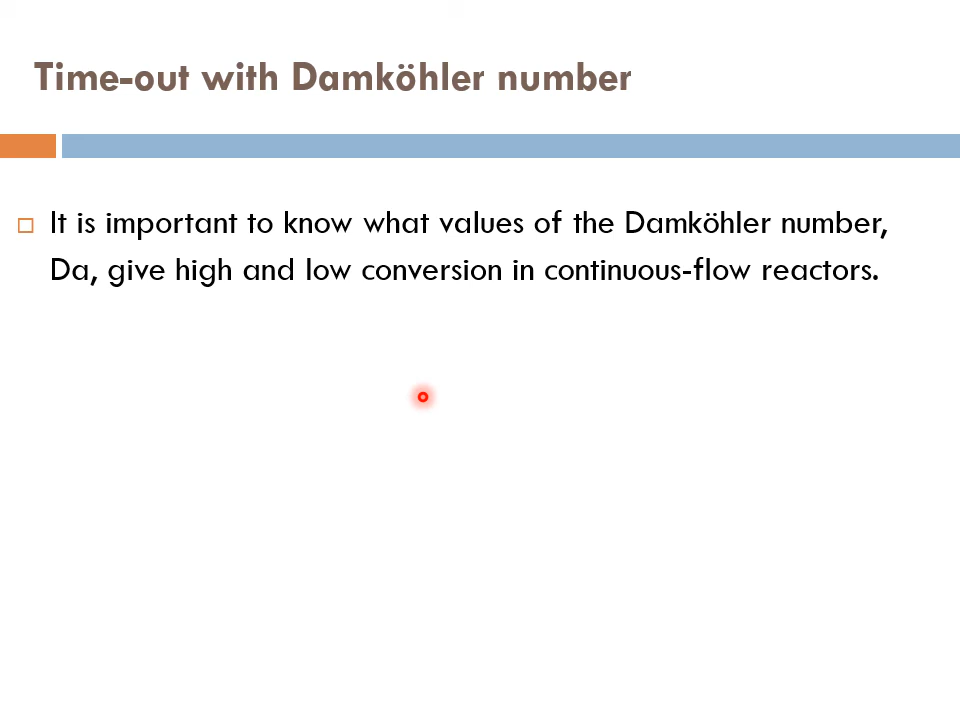 Time-out with Damköhler number
It is important to know what values of the Damköhler number,
Da, give high and low conversion in continuous-flow reactors.